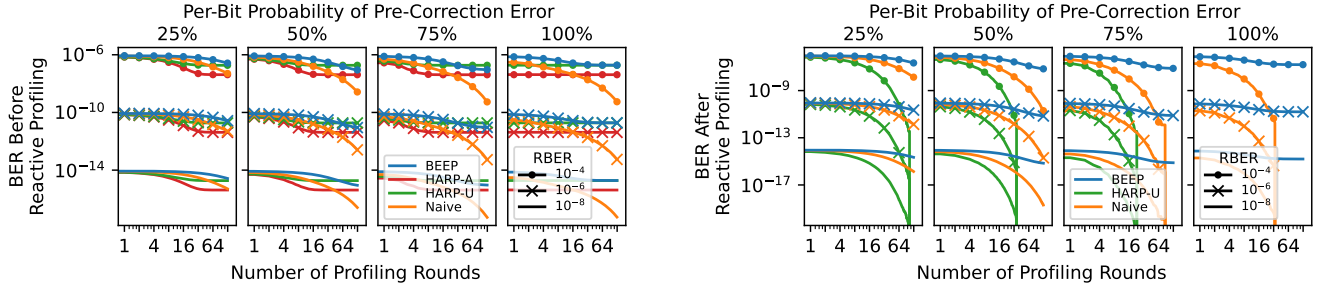 Per-Bit Probability of Pre-Correction Error
25% 50% 75% 100%
BER Before
Reactive Profiling
10⁻⁶
10⁻¹⁰
10⁻¹⁴
BEEP
HARP-A
HARP-U
Naive
RBER
10⁻⁴
10⁻⁶
10⁻⁸
1 4 16 64 1 4 16 64 1 4 16 64 1 4 16 64
Number of Profiling Rounds
Per-Bit Probability of Pre-Correction Error
25% 50% 75% 100%
BER After
Reactive Profiling
10⁻⁹
10⁻¹³
10⁻¹⁷
BEEP
HARP-U
Naive
RBER
10⁻⁴
10⁻⁶
10⁻⁸
1 4 16 64 1 4 16 64 1 4 16 64 1 4 16 64
Number of Profiling Rounds